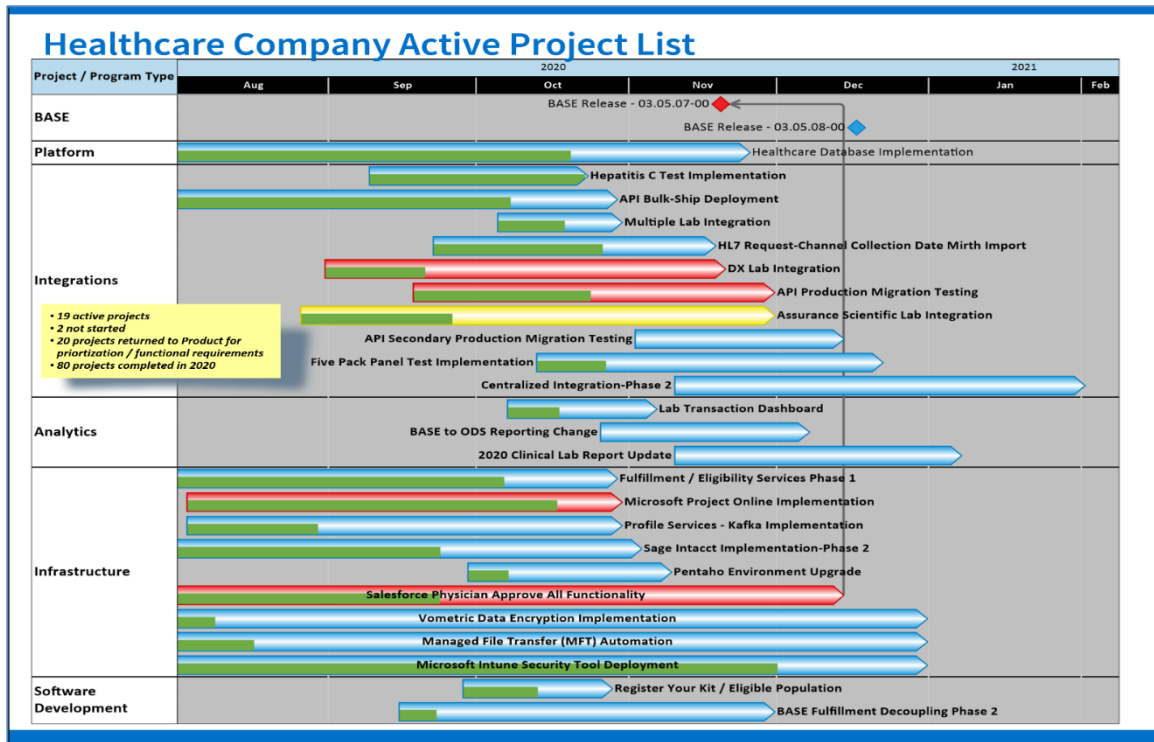 Healthcare Company Active Project List
Project / Program Type
2020
2021
Aug
Sep
Oct
Nov
Dec
Jan
Feb
BASE
BASE Release - 03.05.07-00
BASE Release - 03.05.08-00
Platform
Healthcare Database Implementation
Integrations
Hepatitis C Test Implementation
API Bulk-Ship Deployment
Multiple Lab Integration
HL7 Request-Channel Collection Date Mirth Import
DX Lab Integration
API Production Migration Testing
Assurance Scientific Lab Integration
API Secondary Production Migration Testing
Five Pack Panel Test Implementation
Centralized Integration-Phase 2
• 19 active projects
• 2 not started
• 20 projects returned to Product for
priortization / functional requirements
• 80 projects completed in 2020
Analytics
Lab Transaction Dashboard
BASE to ODS Reporting Change
2020 Clinical Lab Report Update
Infrastructure
Fulfillment / Eligibility Services Phase 1
Microsoft Project Online Implementation
Profile Services - Kafka Implementation
Sage Intacct Implementation-Phase 2
Pentaho Environment Upgrade
Salesforce Physician Approve All Functionality
Vometric Data Encryption Implementation
Managed File Transfer (MFT) Automation
Microsoft Intune Security Tool Deployment
Software
Development
Register Your Kit / Eligible Population
BASE Fulfillment Decoupling Phase 2